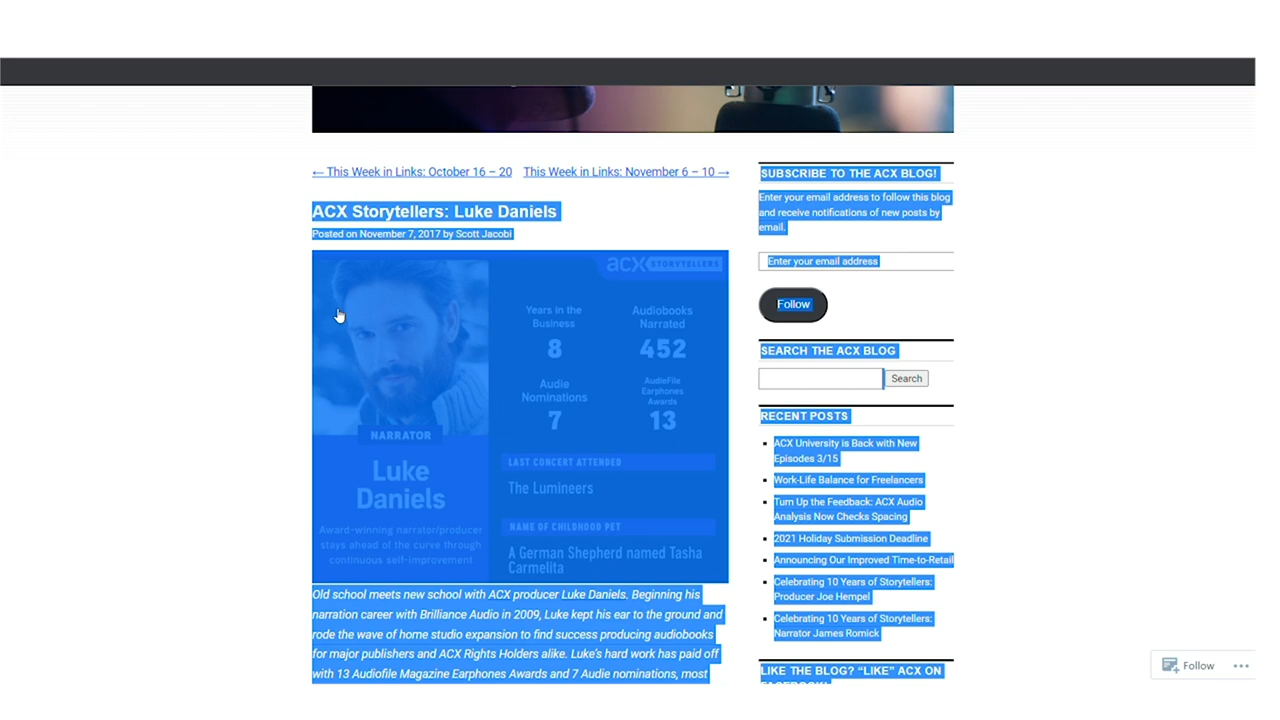 ← This Week in Links: October 16 – 20
This Week in Links: November 6 – 10 →
ACX Storytellers: Luke Daniels
Posted on November 7, 2017 by Scott Jacobi
acx STORYTELLERS
Years in the
Business
8
Audiobooks
Narrated
452
Audie
Nominations
7
AudioFile
Earphones
Awards
13
NARRATOR
Luke
Daniels
Award-winning narrator/producer
stays ahead of the curve through
continuous self-improvement
LAST CONCERT ATTENDED
The Lumineers
NAME OF CHILDHOOD PET
A German Shepherd named Tasha
Carmelita
Old school meets new school with ACX producer Luke Daniels. Beginning his
narration career with Brilliance Audio in 2009, Luke kept his ear to the ground and
rode the wave of home studio expansion to find success producing audiobooks
for major publishers and ACX Rights Holders alike. Luke's hard work has paid off
with 13 Audiofile Magazine Earphones Awards and 7 Audie nominations, most
SUBSCRIBE TO THE ACX BLOG!
Enter your email address to follow this blog
and receive notifications of new posts by
email.
Enter your email address
Follow
SEARCH THE ACX BLOG
Search
RECENT POSTS
ACX University is Back with New
Episodes 3/15
Work-Life Balance for Freelancers
Turn Up the Feedback: ACX Audio
Analysis Now Checks Spacing
2021 Holiday Submission Deadline
Announcing Our Improved Time-to-Retail
Celebrating 10 Years of Storytellers:
Producer Joe Hempel
Celebrating 10 Years of Storytellers:
Narrator James Romick
LIKE THE BLOG? “LIKE” ACX ON
FACEBOOK!
Follow